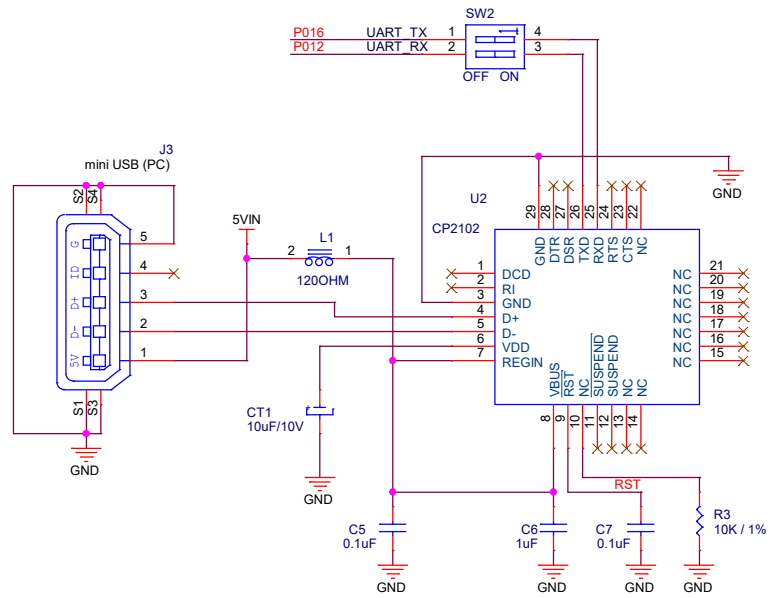 SW2
P016 UART_TX 1 4
P012 UART_RX 2 3
OFF ON
J3
mini USB (PC)
S2 S4
GND
U2
CP2102
29 28 27 26 25 24 23 22
GND DTR DSR TXD RXD RTS CTS NC
5VIN
L1
2 1
120OHM
G 5
ID 4
D+ 3
D- 2
5V 1
S1 S3
GND
1 DCD NC 21
2 RI NC 20
3 GND NC 19
4 D+ NC 18
5 D- NC 17
6 VDD NC 16
7 REGIN NC 15
VBUS RST NC SUSPEND SUSPEND NC NC
8 9 10 11 12 13 14
CT1
10uF/10V
GND
RST
C5
0.1uF
GND
C6
1uF
GND
C7
0.1uF
GND
R3
10K / 1%
GND